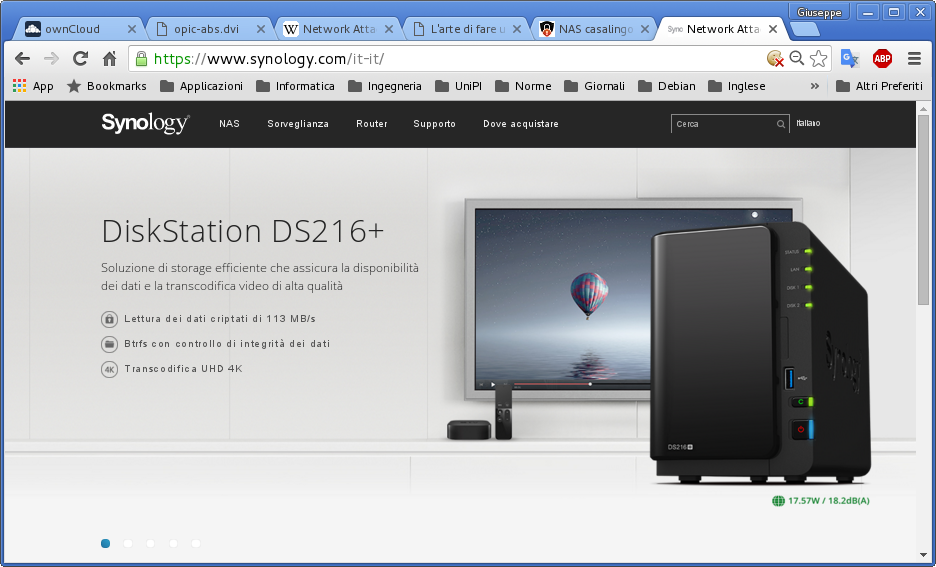 Giuseppe
ownCloud
opic-abs.dvi
Network Atta
L'arte di fare u
NAS casalingo
Syno Network Atta
https://www.synology.com/it-it/
ABP
App Bookmarks Applicazioni Informatica Ingegneria UniPI Norme Giornali Debian Inglese » Altri Preferiti
Synology NAS Sorveglianza Router Supporto Dove acquistare Cerca Italiano
DiskStation DS216+
Soluzione di storage efficiente che assicura la disponibilità
dei dati e la transcodifica video di alta qualità
Lettura dei dati criptati di 113 MB/s
Btrfs con controllo di integrità dei dati
4K Transcodifica UHD 4K
STATUS
LAN
DISK 1
DISK 2
Synology
C
DS216+
17.57W / 18.2dB(A)